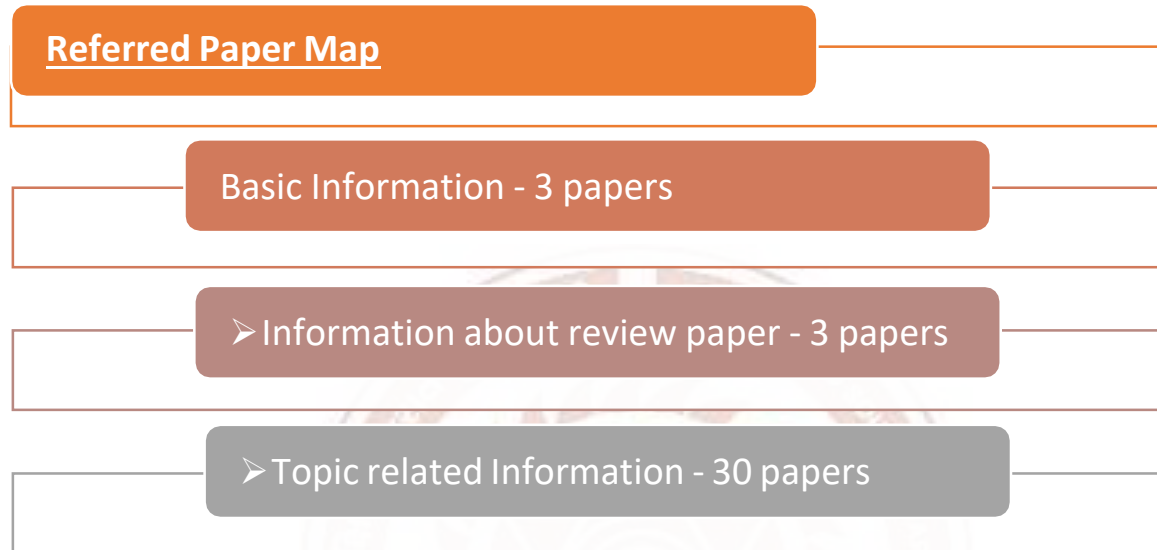 Referred Paper Map
Basic Information - 3 papers
➢Information about review paper - 3 papers
➢Topic related Information - 30 papers